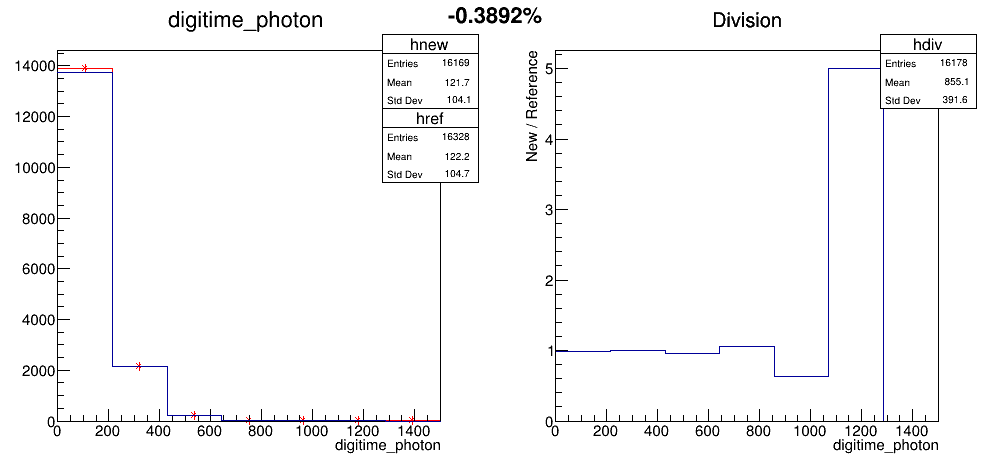 digitime_photon
-0.3892%
Division
hnew
Entries 16169
Mean 121.7
Std Dev 104.1
href
Entries 16328
Mean 122.2
Std Dev 104.7
14000
12000
10000
8000
6000
4000
2000
0
0 200 400 600 800 1000 1200 1400
digitime_photon
hdiv
Entries 16178
Mean 855.1
Std Dev 391.6
New / Reference
5
4
3
2
1
0
0 200 400 600 800 1000 1200 1400
digitime_photon